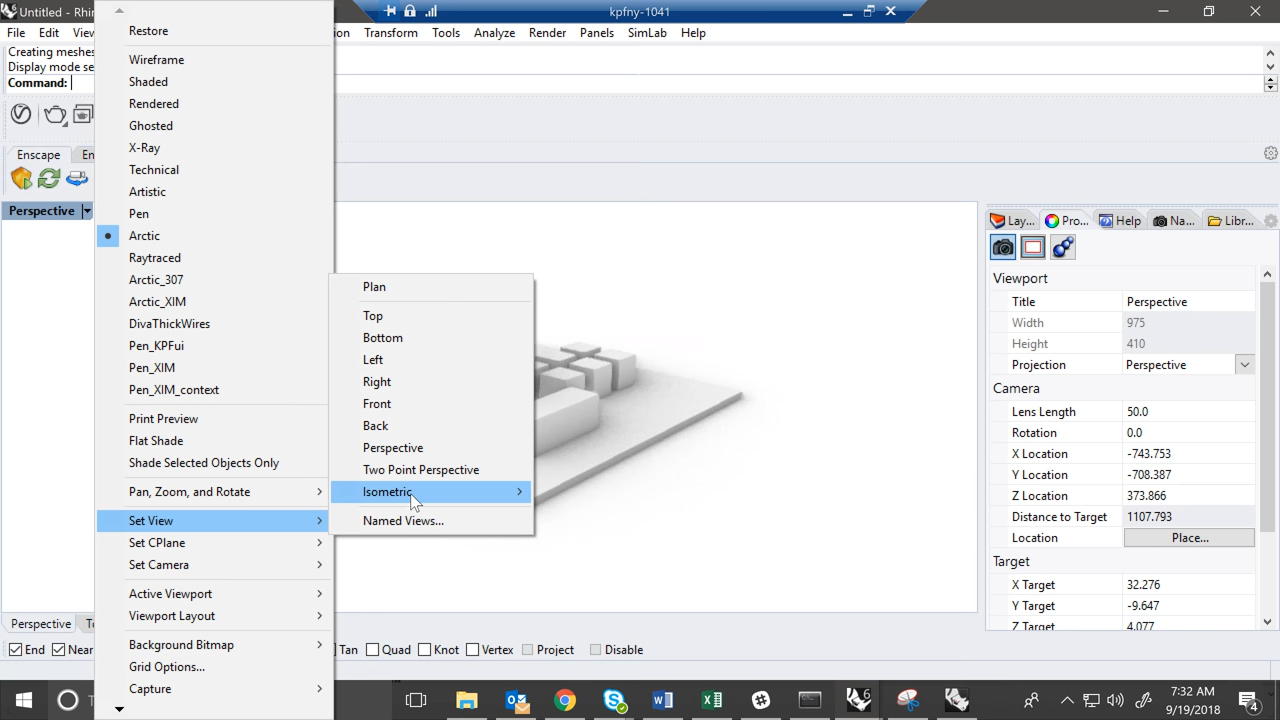 Untitled - Rhin
kpfny-1041
File Edit View
Transform Tools Analyze Render Panels SimLab Help
Creating meshes
Display mode se
Command:
Restore
Wireframe
Shaded
Rendered
Ghosted
X-Ray
Technical
Artistic
Pen
Arctic
Raytraced
Arctic_307
Arctic_XIM
DivaThickWires
Pen_KPFui
Pen_XIM
Pen_XIM_context
Print Preview
Flat Shade
Shade Selected Objects Only
Pan, Zoom, and Rotate
Set View
Set CPlane
Set Camera
Active Viewport
Viewport Layout
Background Bitmap
Grid Options...
Capture
Enscape En
Perspective
Plan
Top
Bottom
Left
Right
Front
Back
Perspective
Two Point Perspective
Isometric
Named Views...
Lay... Pro... Help Na... Libr...
Viewport
Title Perspective
Width 975
Height 410
Projection Perspective
Camera
Lens Length 50.0
Rotation 0.0
X Location -743.753
Y Location -708.387
Z Location 373.866
Distance to Target 1107.793
Location Place...
Target
X Target 32.276
Y Target -9.647
Z Target 4.077
Perspective
End Near Tan Quad Knot Vertex Project Disable
7:32 AM
9/19/2018
4